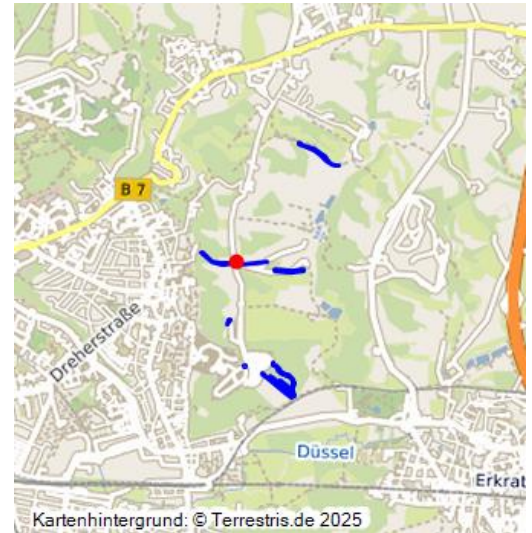 B 7
Dreherstraße
Düssel
Erkrat
Kartenhintergrund: © Terrestris.de 2025